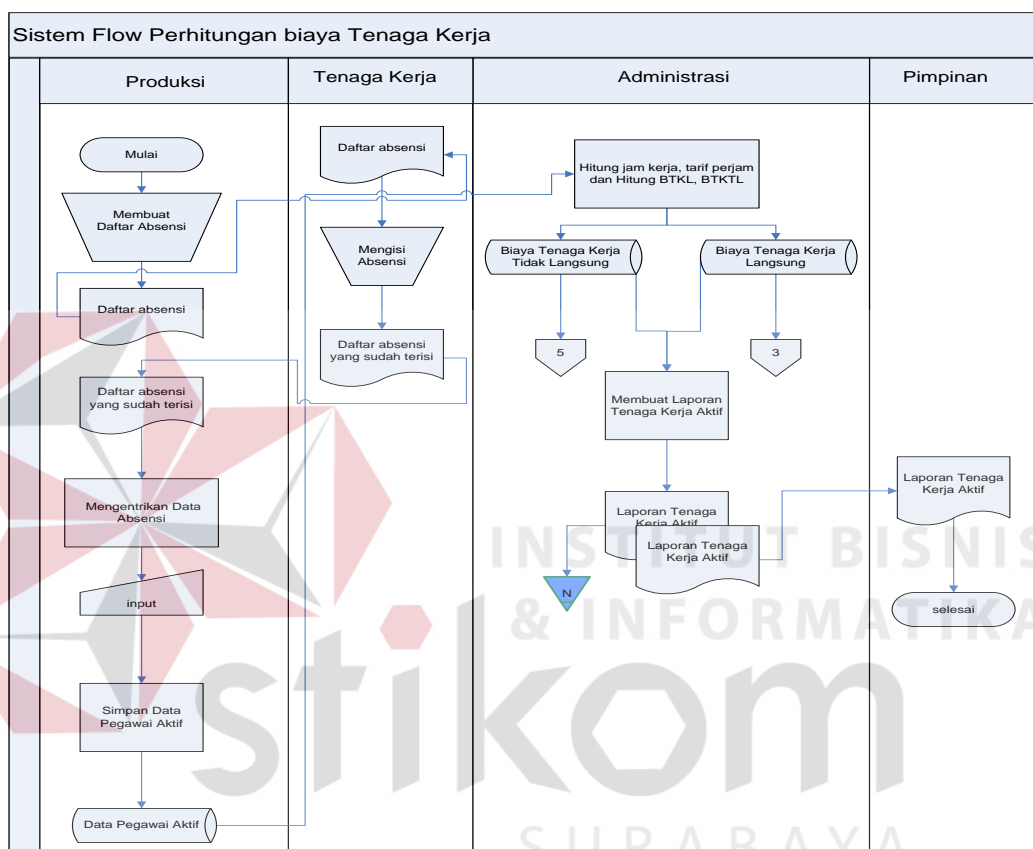 Sistem Flow Perhitungan biaya Tenaga Kerja
Produksi
Tenaga Kerja
Administrasi
Pimpinan
Mulai
Membuat
Daftar Absensi
Daftar absensi
Daftar absensi
yang sudah terisi
Mengentrikan Data
Absensi
input
Simpan Data
Pegawai Aktif
Data Pegawai Aktif
Daftar absensi
Mengisi
Absensi
Daftar absensi
yang sudah terisi
Hitung jam kerja, tarif perjam
dan Hitung BTKL, BTKTL
Biaya Tenaga Kerja
Tidak Langsung
Biaya Tenaga Kerja
Langsung
5
3
Membuat Laporan
Tenaga Kerja Aktif
Laporan Tenaga
Kerja Aktif
Laporan Tenaga
Kerja Aktif
N
Laporan Tenaga
Kerja Aktif
selesai
INSTITUT BISNIS
& INFORMATIKA
stikom
SURABAYA